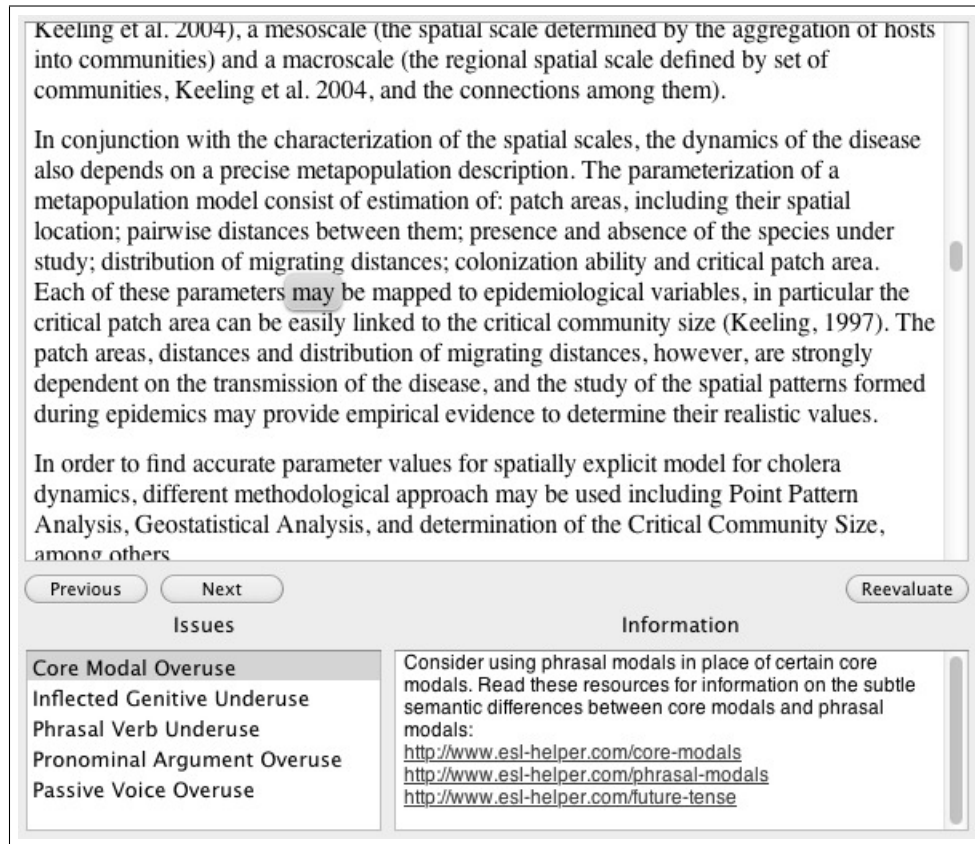 Keeling et al. 2004), a mesoscale (the spatial scale determined by the aggregation of hosts
into communities) and a macroscale (the regional spatial scale defined by set of
communities, Keeling et al. 2004, and the connections among them).
In conjunction with the characterization of the spatial scales, the dynamics of the disease
also depends on a precise metapopulation description. The parameterization of a
metapopulation model consist of estimation of: patch areas, including their spatial
location; pairwise distances between them; presence and absence of the species under
study; distribution of migrating distances; colonization ability and critical patch area.
Each of these parameters may be mapped to epidemiological variables, in particular the
critical patch area can be easily linked to the critical community size (Keeling, 1997). The
patch areas, distances and distribution of migrating distances, however, are strongly
dependent on the transmission of the disease, and the study of the spatial patterns formed
during epidemics may provide empirical evidence to determine their realistic values.
In order to find accurate parameter values for spatially explicit model for cholera
dynamics, different methodological approach may be used including Point Pattern
Analysis, Geostatistical Analysis, and determination of the Critical Community Size,
among others
Previous Next Reevaluate
Issues
Core Modal Overuse
Inflected Genitive Underuse
Phrasal Verb Underuse
Pronominal Argument Overuse
Passive Voice Overuse
Information
Consider using phrasal modals in place of certain core
modals. Read these resources for information on the subtle
semantic differences between core modals and phrasal
modals:
http://www.esl-helper.com/core-modals
http://www.esl-helper.com/phrasal-modals
http://www.esl-helper.com/future-tense